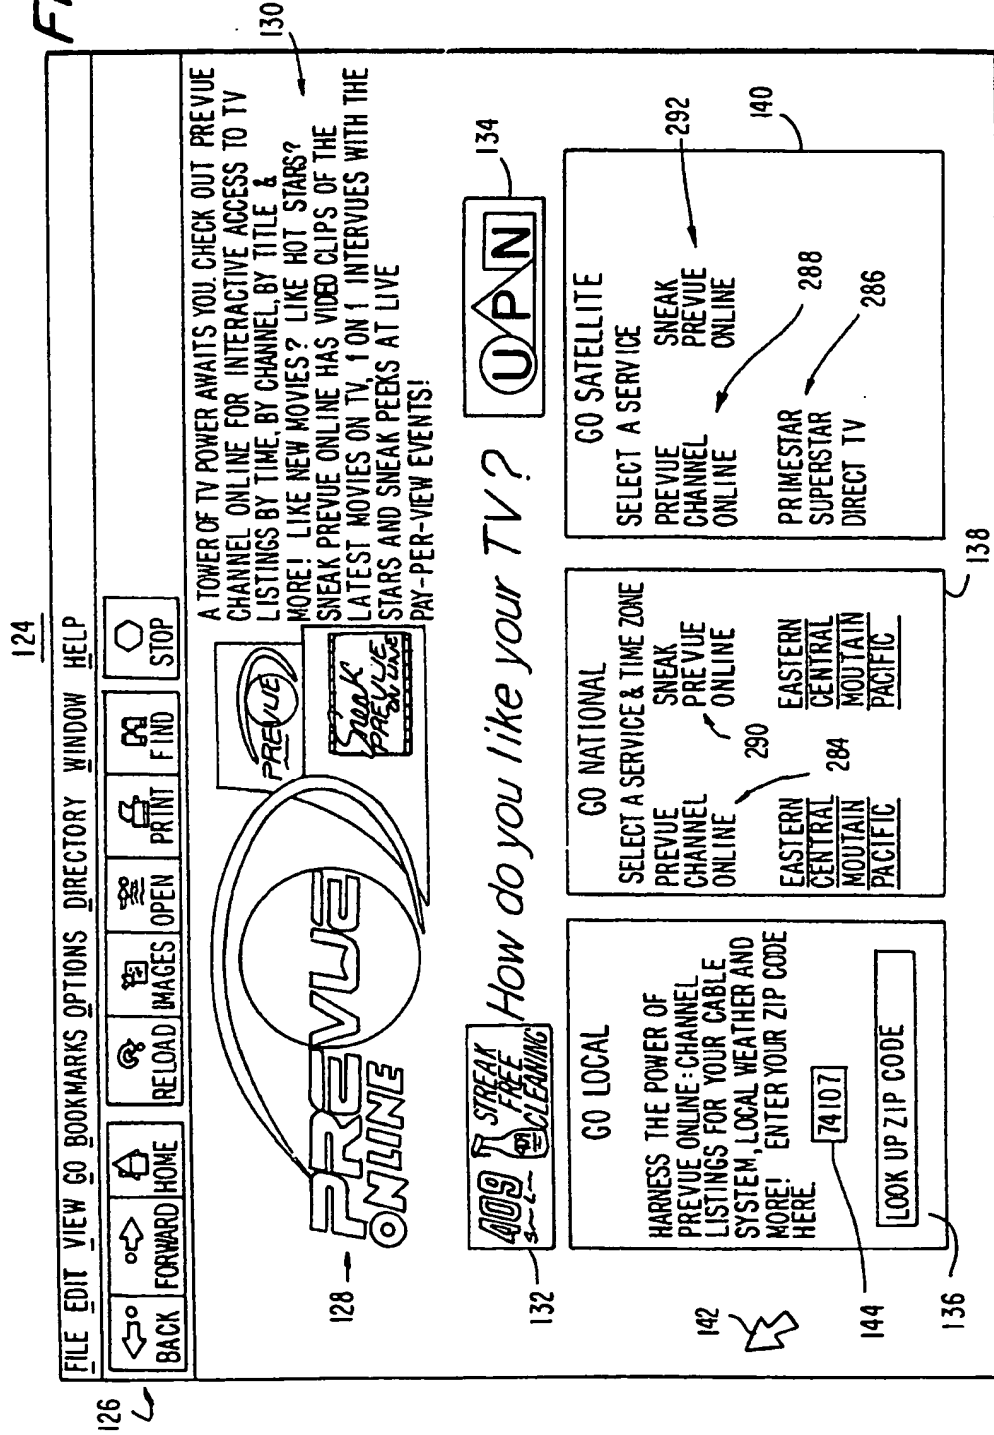 124
126
FILE EDIT VIEW GO BOOKMARKS OPTIONS DIRECTORY WINDOW HELP
BACK FORWARD HOME RELOAD IMAGES OPEN PRINT FIND STOP
128
PREVUE
ONLINE
PREVUE
Sneak
PREVUE
ON LINE
130
A TOWER OF TV POWER AWAITS YOU. CHECK OUT PREVUE
CHANNEL ONLINE FOR INTERACTIVE ACCESS TO TV
LISTINGS BY TIME, BY CHANNEL, BY TITLE &
MORE! LIKE NEW MOVIES? LIKE HOT STARS?
SNEAK PREVUE ONLINE HAS VIDEO CLIPS OF THE
LATEST MOVIES ON TV, 1 ON 1 INTERVUES WITH THE
STARS AND SNEAK PEEKS AT LIVE
PAY-PER-VIEW EVENTS!
132
409 STREAK
FREE
CLEANING
409
How do you like your TV?
UPN
134
142
GO LOCAL
HARNESS THE POWER OF
PREVUE ONLINE: CHANNEL
LISTINGS FOR YOUR CABLE
SYSTEM, LOCAL WEATHER AND
MORE! ENTER YOUR ZIP CODE
HERE.
74107
LOOK UP ZIP CODE
144
136
GO NATIONAL
SELECT A SERVICE & TIME ZONE
PREVUE
CHANNEL
ONLINE
SNEAK
PREVUE
ONLINE
290
284
EASTERN
CENTRAL
MOUTAIN
PACIFIC
EASTERN
CENTRAL
MOUTAIN
PACIFIC
138
GO SATELLITE
SELECT A SERVICE
PREVUE
CHANNEL
ONLINE
SNEAK
PREVUE
ONLINE
292
288
PRIMESTAR
SUPERSTAR
DIRECT TV
286
140